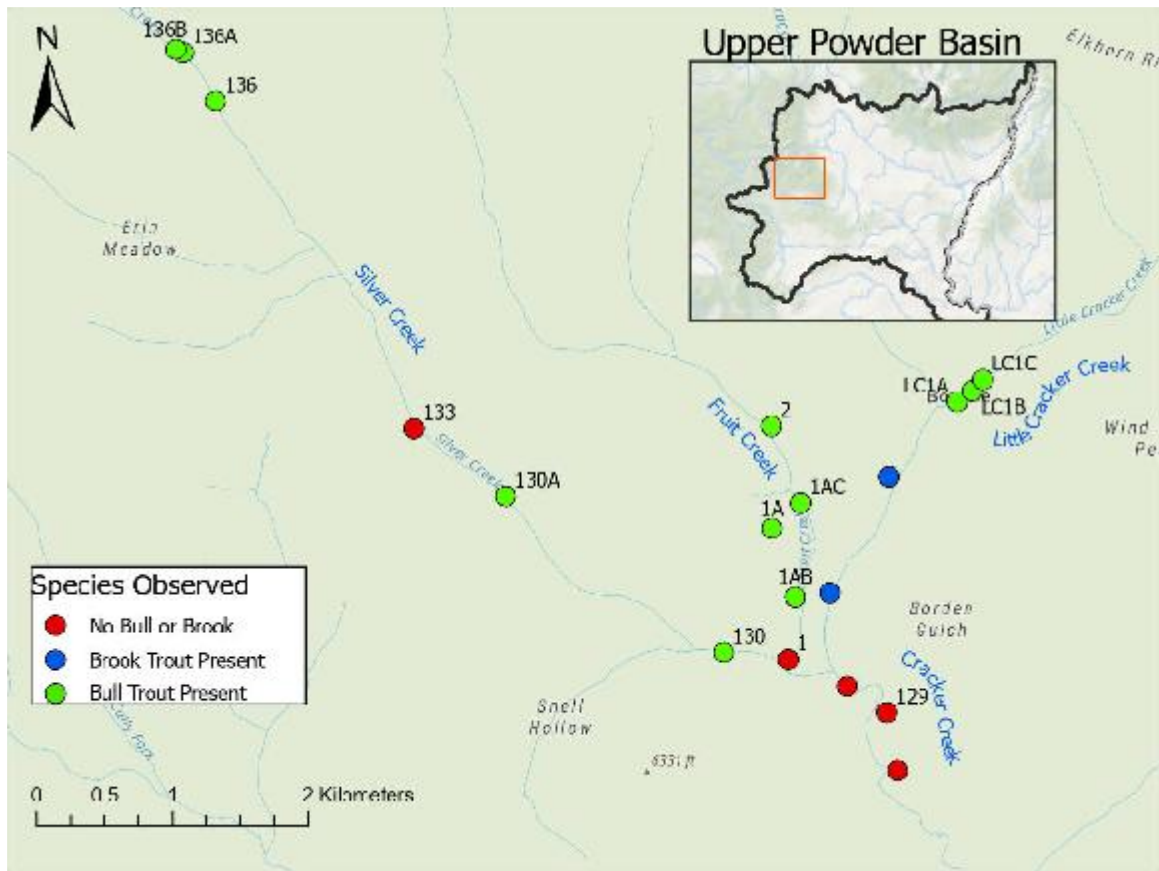 Upper Powder Basin
N
136B
136A
136
Elkhorn
Erin
Meadow
Silver Creek
Little Cracker Creek
LC1C
LC1A
LC1B
Little Cracker Creek
Wind
Pe
133
Silver Creek
2
Fruit Creek
130A
1AC
1A
1AB
Species Observed
No Bull or Brook
Brook Trout Present
Bull Trout Present
130
1
Borden
Gulch
129
Cracker Creek
Snell
Hollow
6331 ft
0 0.5 1 2 Kilometers